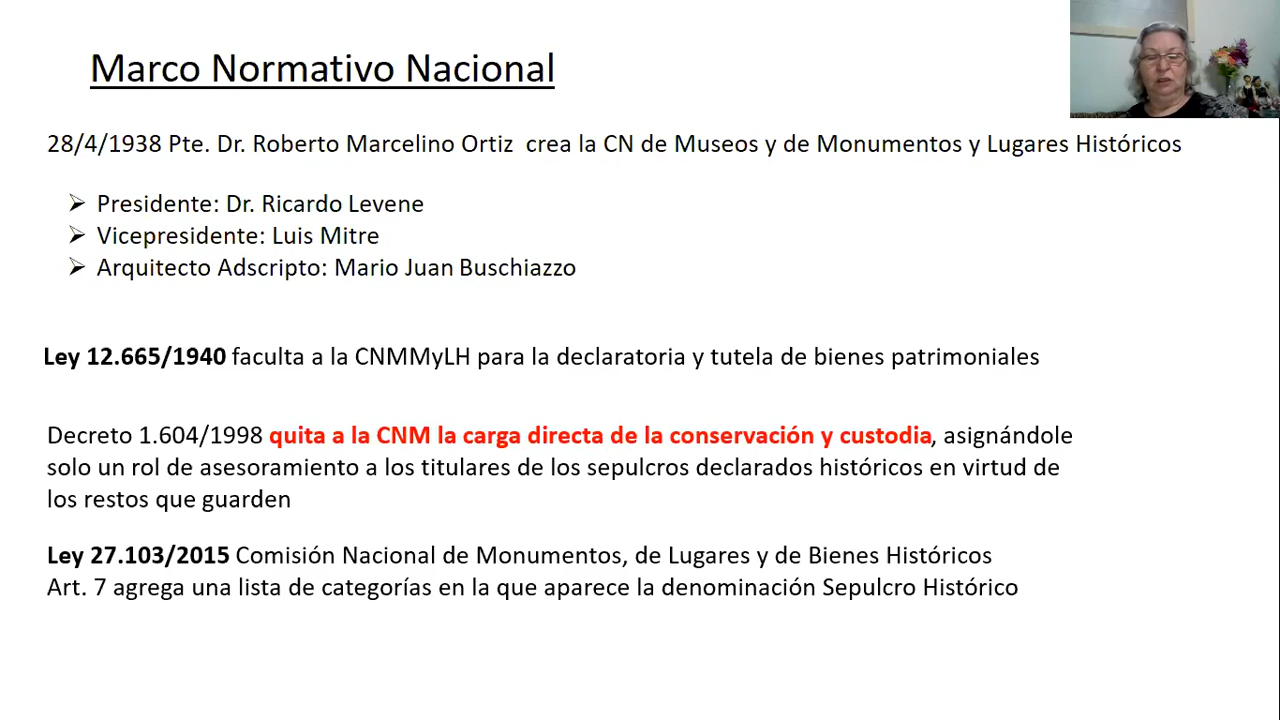 Marco Normativo Nacional
28/4/1938 Pte. Dr. Roberto Marcelino Ortiz crea la CN de Museos y de Monumentos y Lugares Históricos
➢ Presidente: Dr. Ricardo Levene
➢ Vicepresidente: Luis Mitre
➢ Arquitecto Adscripto: Mario Juan Buschiazzo
Ley 12.665/1940 faculta a la CNMMyLH para la declaratoria y tutela de bienes patrimoniales
Decreto 1.604/1998 quita a la CNM la carga directa de la conservación y custodia, asignándole
solo un rol de asesoramiento a los titulares de los sepulcros declarados históricos en virtud de
los restos que guarden
Ley 27.103/2015 Comisión Nacional de Monumentos, de Lugares y de Bienes Históricos
Art. 7 agrega una lista de categorías en la que aparece la denominación Sepulcro Histórico